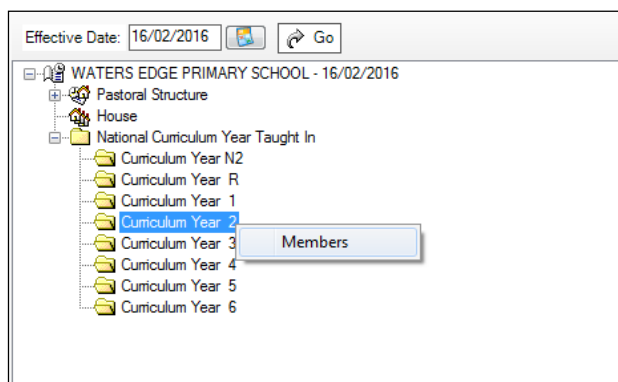 Effective Date: 16/02/2016 Go
WATERS EDGE PRIMARY SCHOOL - 16/02/2016
Pastoral Structure
House
National Curriculum Year Taught In
Curriculum Year N2
Curriculum Year R
Curriculum Year 1
Curriculum Year 2
Members
Curriculum Year 3
Curriculum Year 4
Curriculum Year 5
Curriculum Year 6